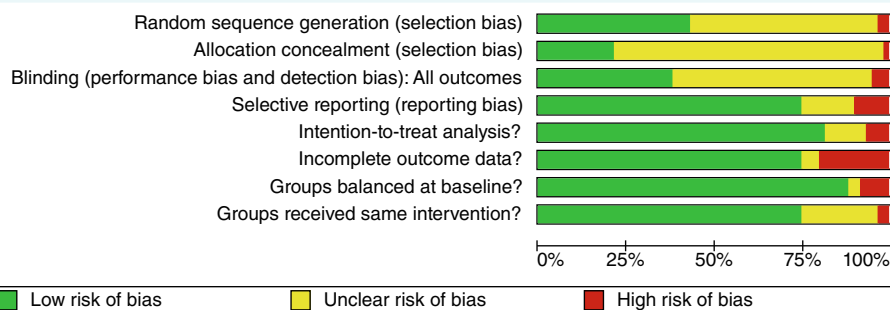 Random sequence generation (selection bias)
Allocation concealment (selection bias)
Blinding (performance bias and detection bias): All outcomes
Selective reporting (reporting bias)
Intention-to-treat analysis?
Incomplete outcome data?
Groups balanced at baseline?
Groups received same intervention?
0% 25% 50% 75% 100%
Low risk of bias Unclear risk of bias High risk of bias